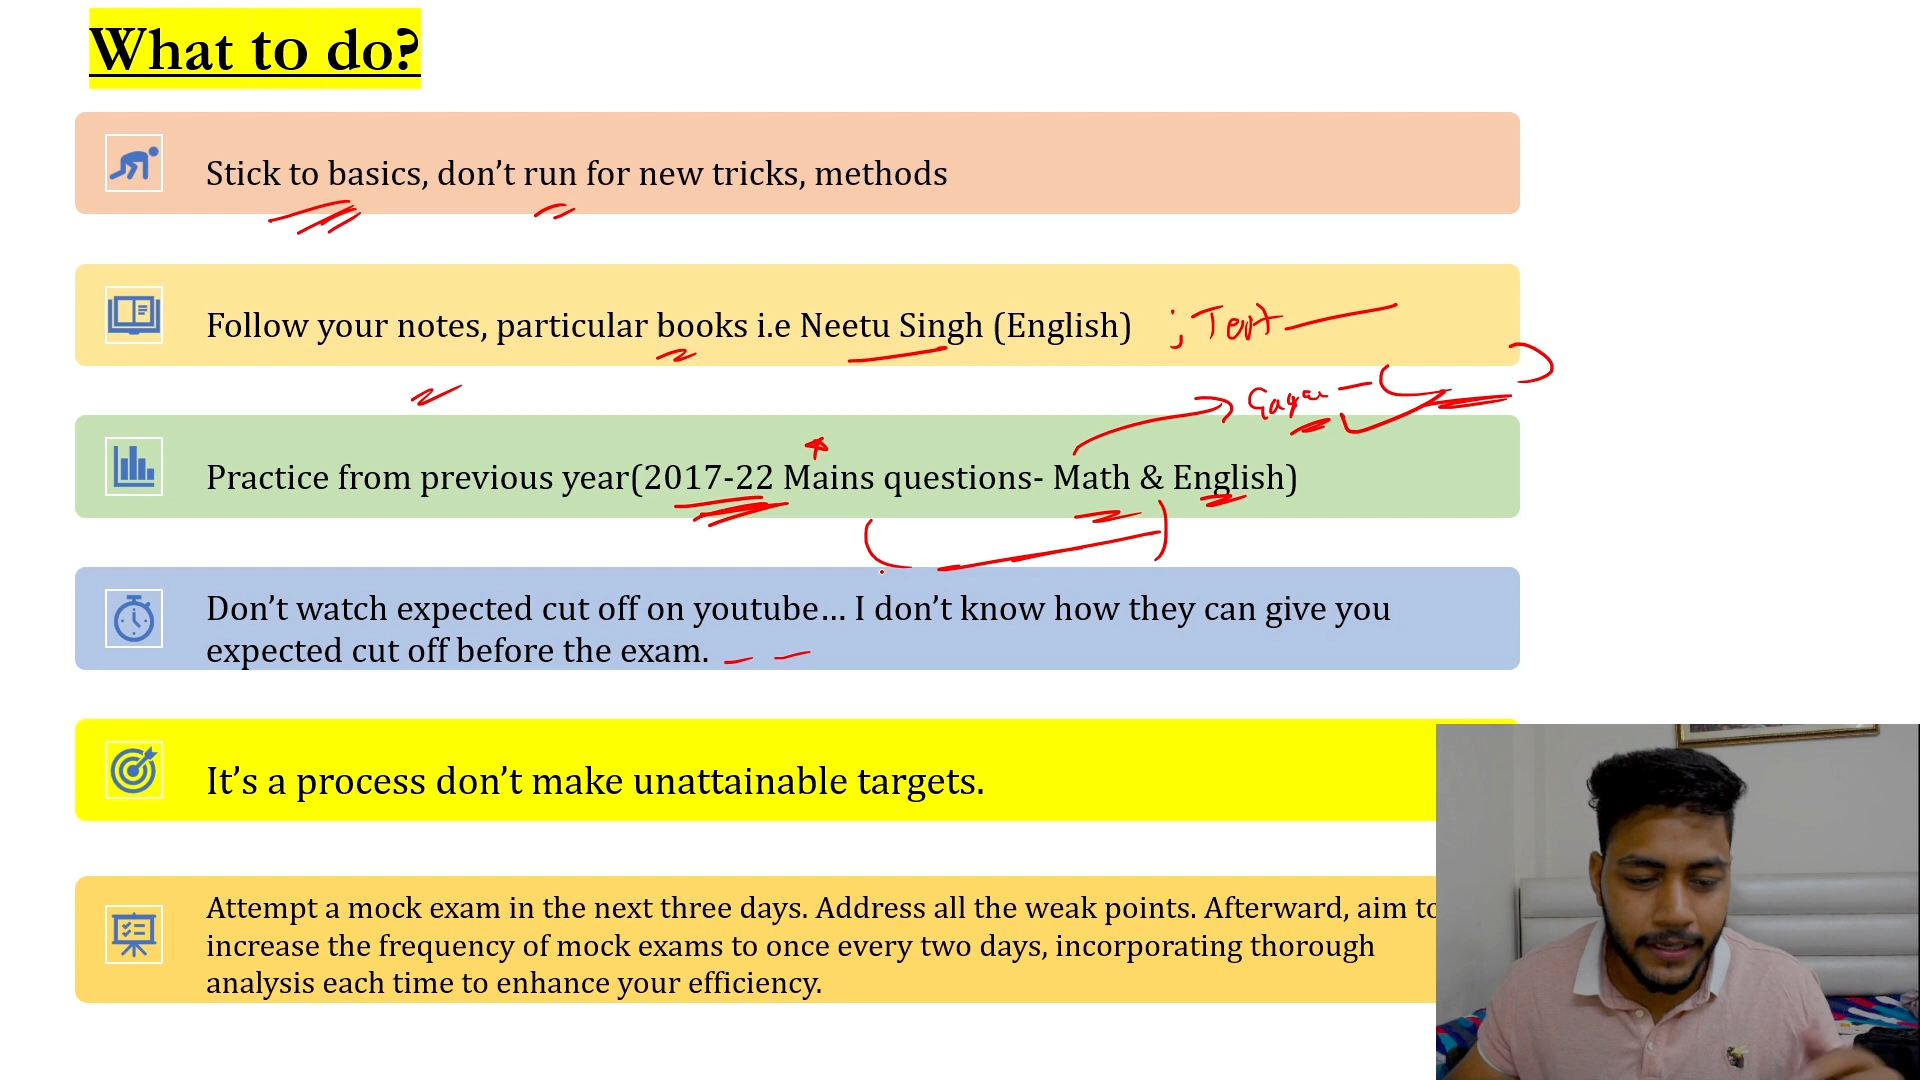 What to do?
Stick to basics, don’t run for new tricks, methods
Follow your notes, particular books i.e Neetu Singh (English)
Practice from previous year(2017-22 Mains questions- Math & English)
Don’t watch expected cut off on youtube… I don’t know how they can give you
expected cut off before the exam.
It’s a process don’t make unattainable targets.
Attempt a mock exam in the next three days. Address all the weak points. Afterward, aim to
increase the frequency of mock exams to once every two days, incorporating thorough
analysis each time to enhance your efficiency.